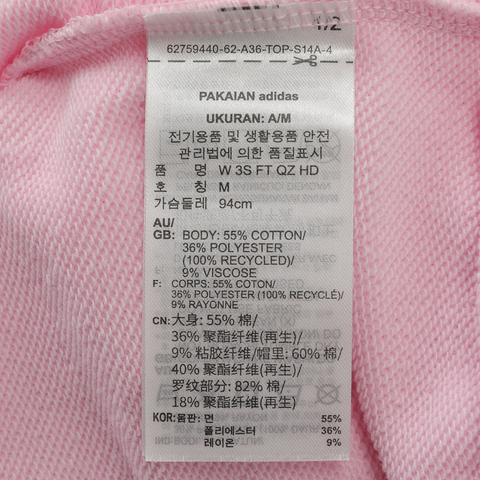 1/2
62759440-62-A36-TOP-S14A-4
PAKAIAN adidas
UKURAN: A/M
전기용품 및 생활용품 안전
관리법에 의한 품질표시
품 명 W 3S FT QZ HD
호 칭 M
가슴둘레 94cm
AU/
GB: BODY: 55% COTTON/
36% POLYESTER
(100% RECYCLED)/
9% VISCOSE
F: CORPS: 55% COTON/
36% POLYESTER (100% RECYCLÉ)/
9% RAYONNE
CN: 大身: 55% 棉/
36% 聚酯纤维(再生)/
9% 粘胶纤维/帽里: 60% 棉/
40% 聚酯纤维(再生)/
罗纹部分: 82% 棉/
18% 聚酯纤维(再生)
KOR: 몸판: 면 55%
폴리에스터 36%
레이온 9%